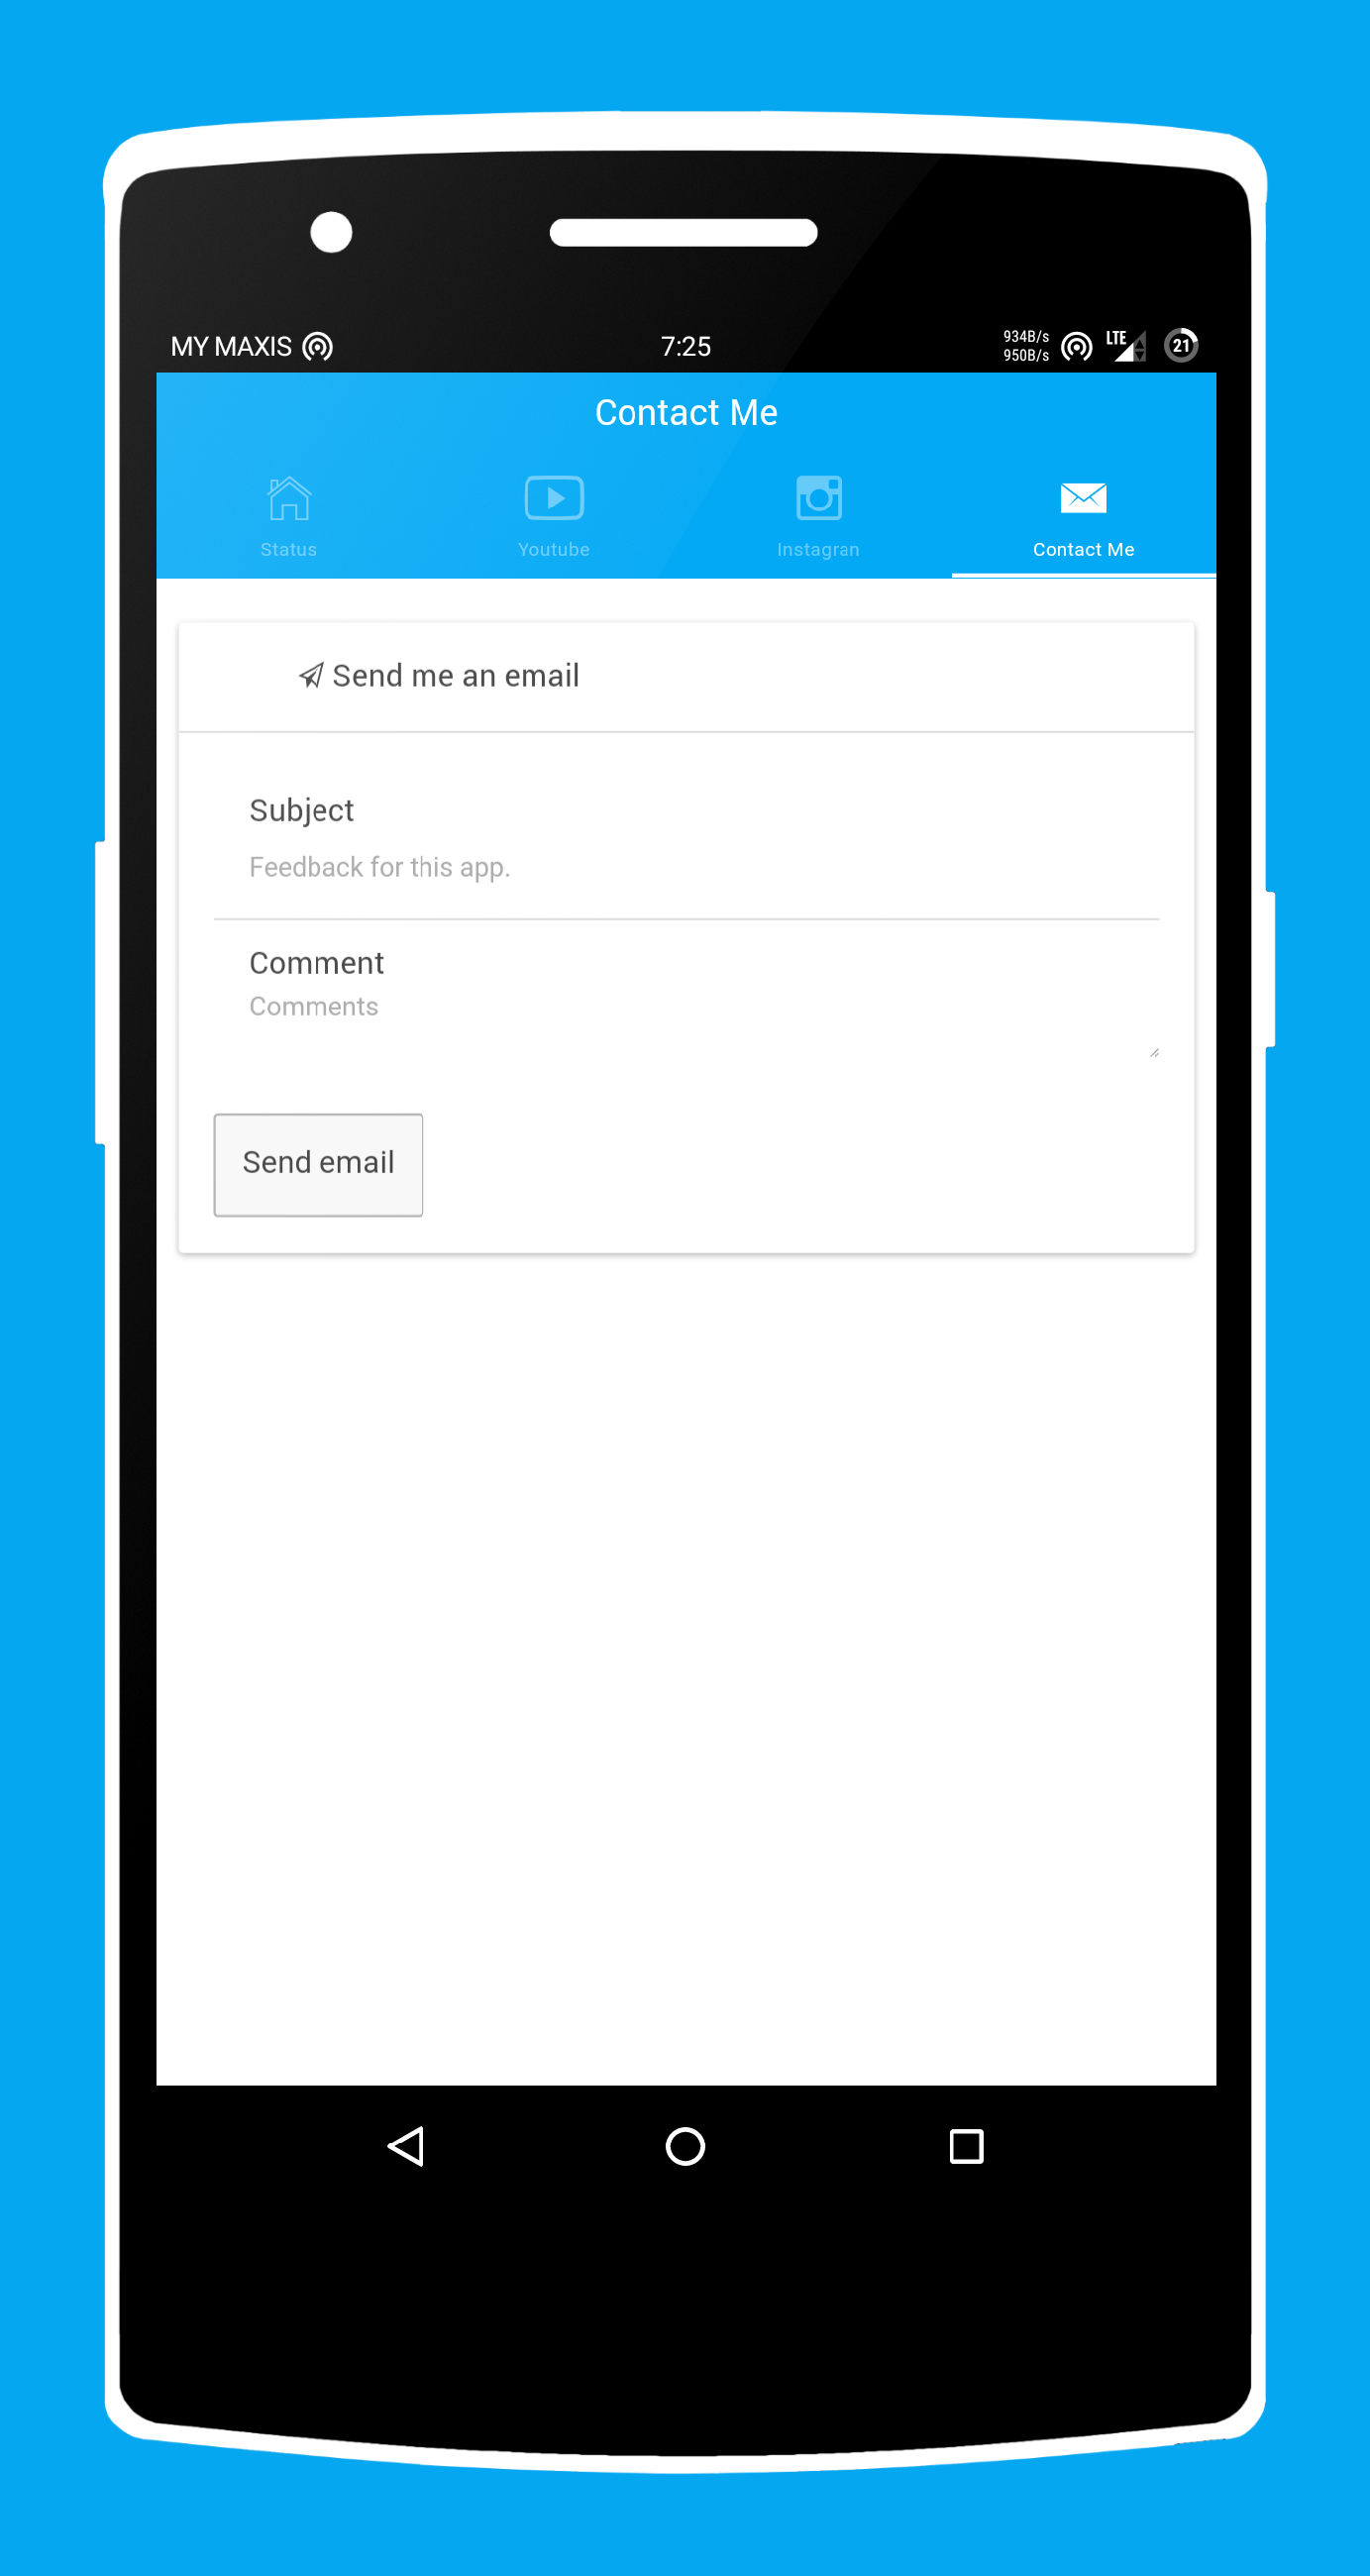 MY MAXIS 7:25 934B/s LTE 21
950B/s
Contact Me
Status Youtube Instagran Contact Me
Send me an email
Subject
Feedback for this app.
Comment
Comments
Send email